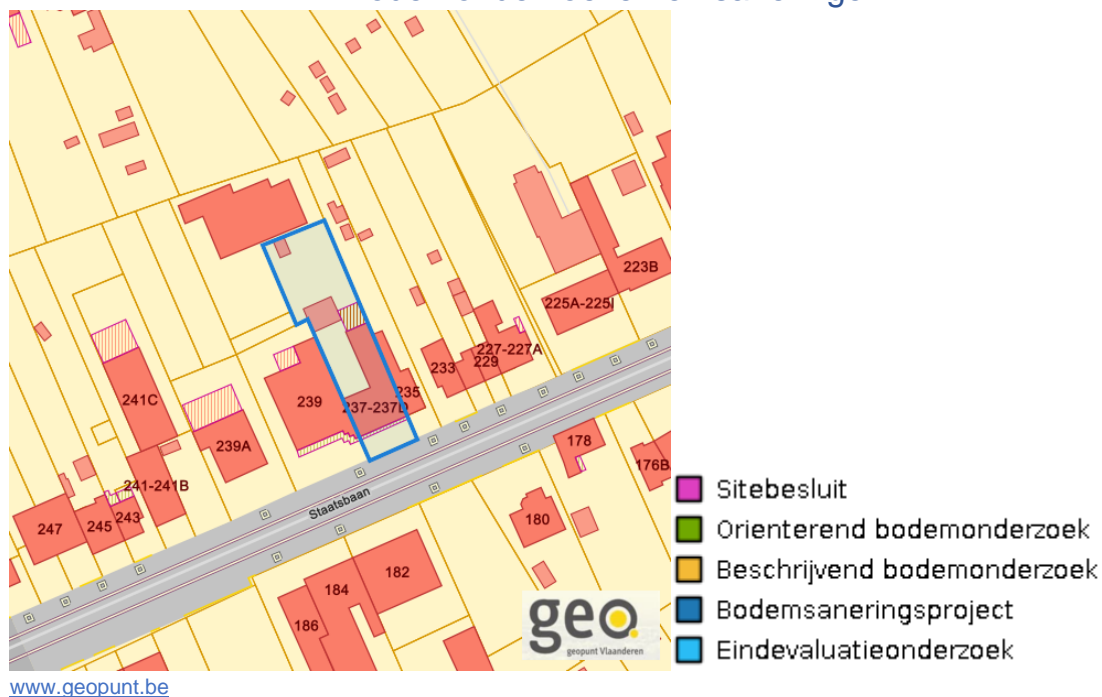 223B
225A-225I
227-227A
229
233
235
237-237D
239
241C
239A
241-241B
243
245
247
Staatsbaan
178
176B
180
182
184
186
geo
geopunt Vlaanderen
Sitebesluit
Orienterend bodemonderzoek
Beschrijvend bodemonderzoek
Bodemsaneringsproject
Eindevaluatieonderzoek
www.geopunt.be